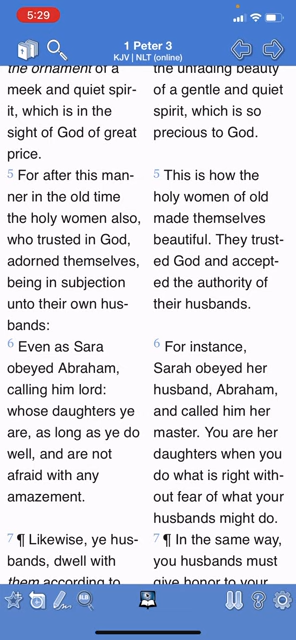 5:29
1 Peter 3
KJV | NLT (online)
the ornament of a
meek and quiet spir-
it, which is in the
sight of God of great
price.
5 For after this man-
ner in the old time
the holy women also,
who trusted in God,
adorned themselves,
being in subjection
unto their own hus-
bands:
6 Even as Sara
obeyed Abraham,
calling him lord:
whose daughters ye
are, as long as ye do
well, and are not
afraid with any
amazement.
7 ¶ Likewise, ye hus-
bands, dwell with
them according to
the unfading beauty
of a gentle and quiet
spirit, which is so
precious to God.
5 This is how the
holy women of old
made themselves
beautiful. They trust-
ed God and accept-
ed the authority of
their husbands.
6 For instance,
Sarah obeyed her
husband, Abraham,
and called him her
master. You are her
daughters when you
do what is right with-
out fear of what your
husbands might do.
7 ¶ In the same way,
you husbands must
give honor to your